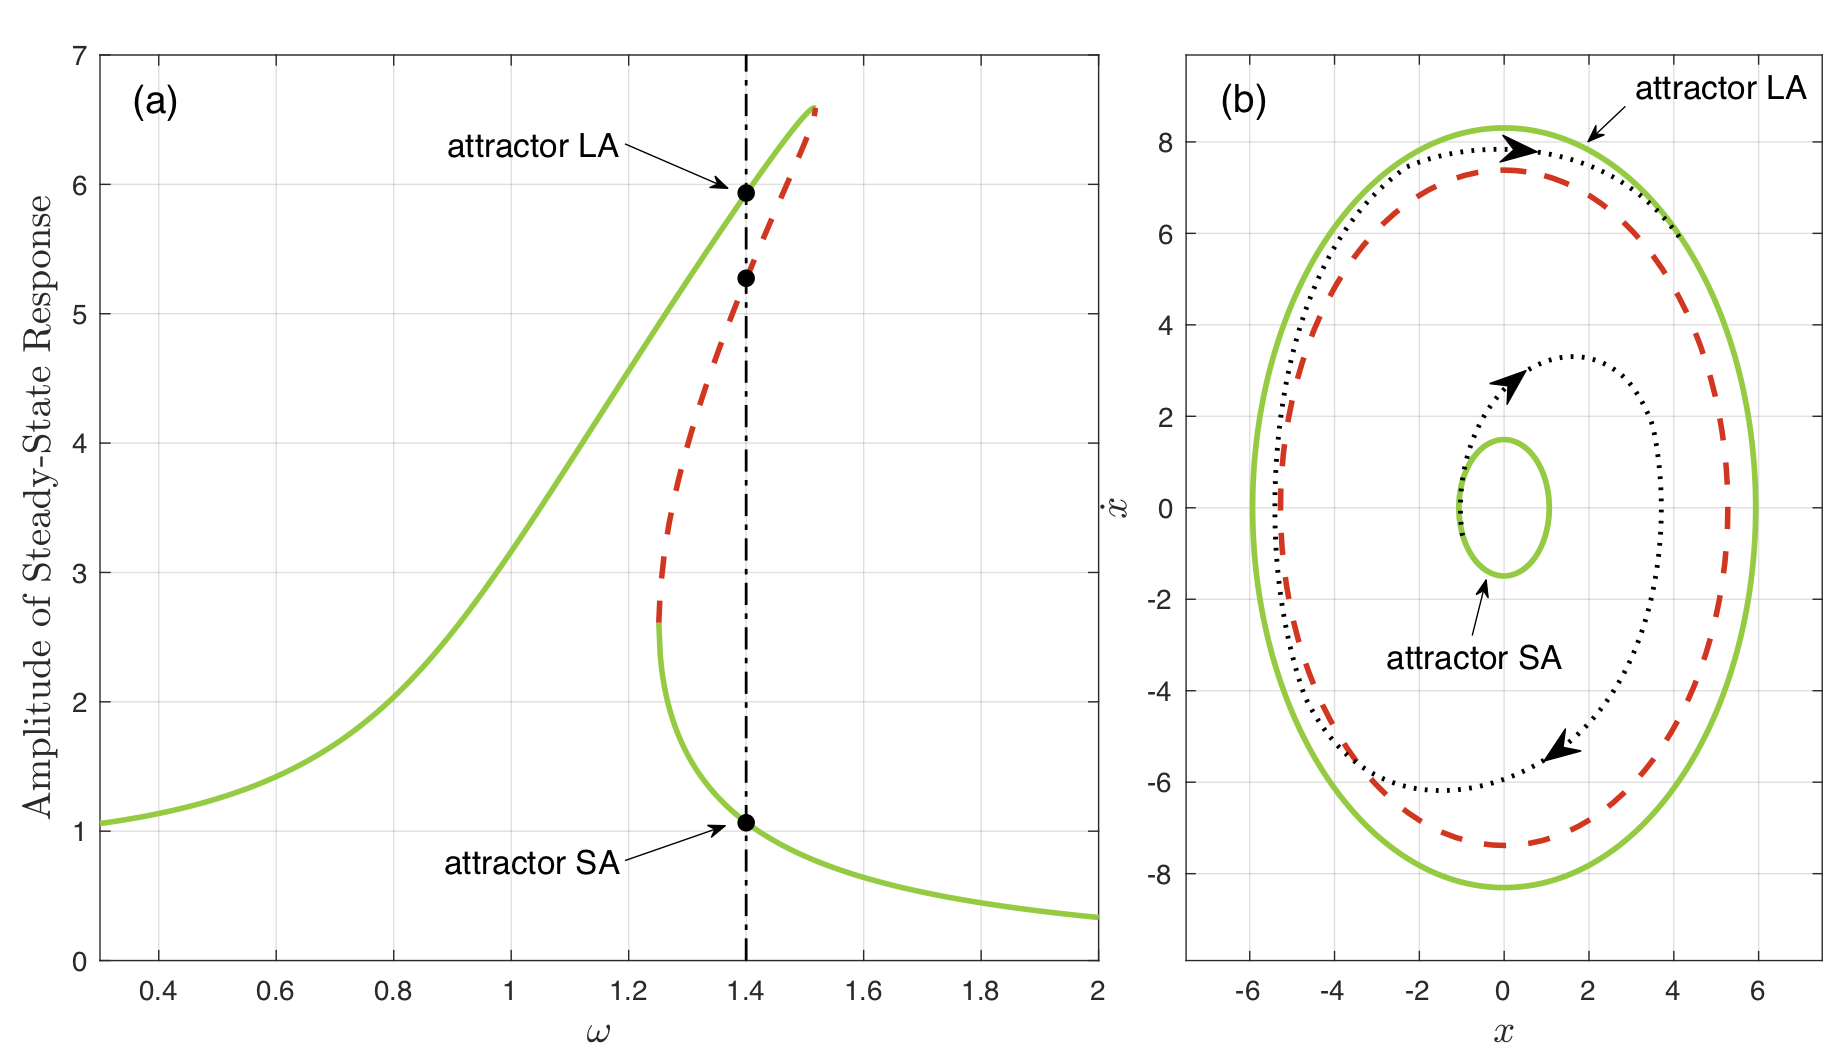 (a)
attractor LA
attractor SA
Amplitude of Steady-State Response
7
6
5
4
3
2
1
0
0.4 0.6 0.8 1 1.2 1.4 1.6 1.8 2
ω
(b)
attractor LA
attractor SA
ẋ
8
6
4
2
0
-2
-4
-6
-8
-6 -4 -2 0 2 4 6
x